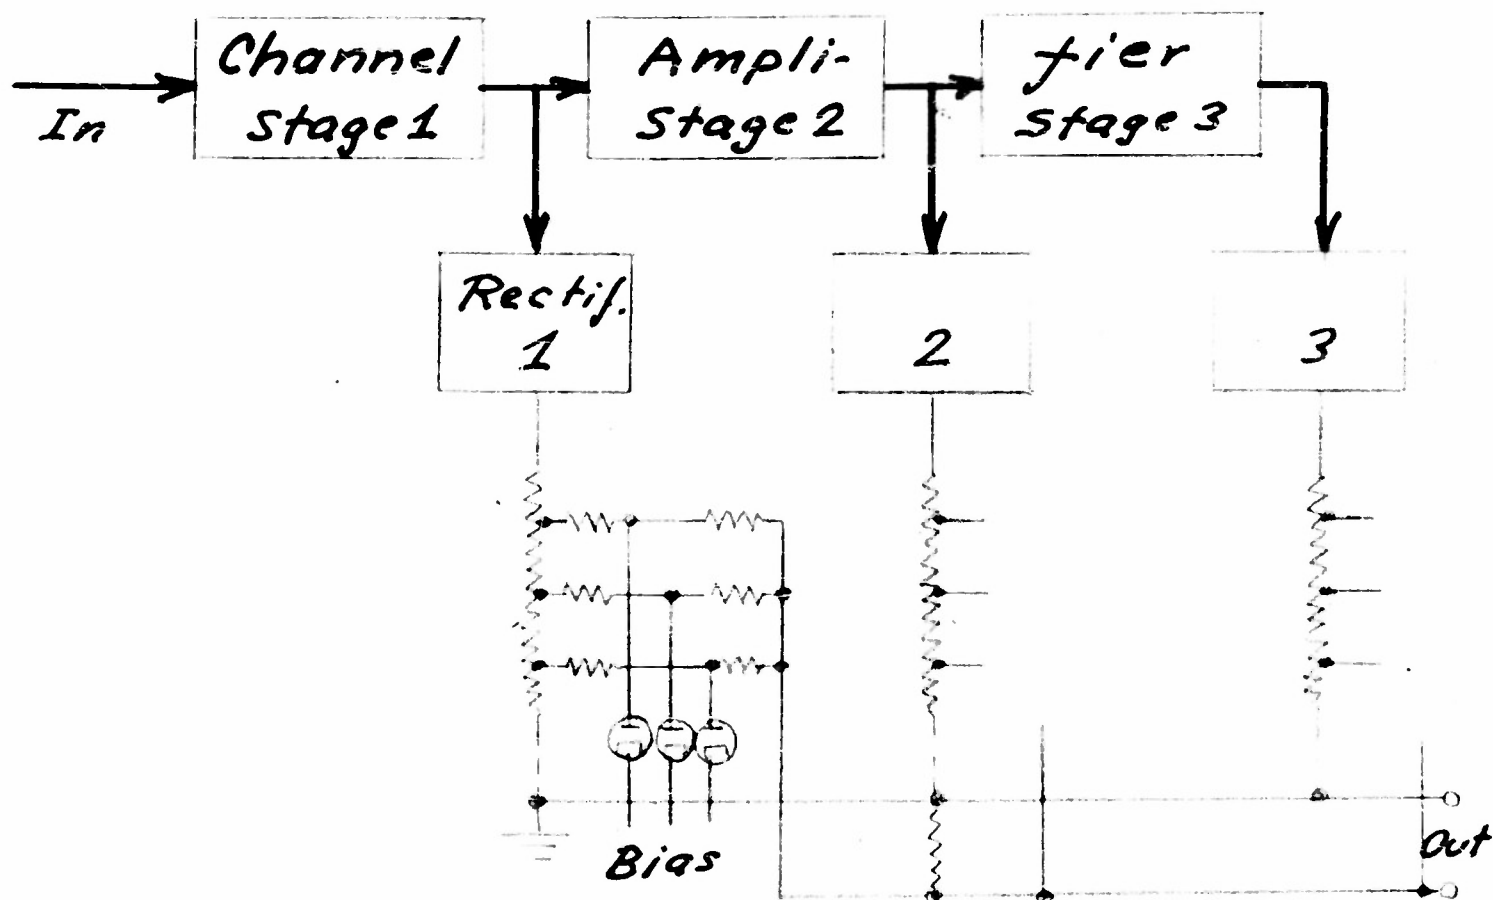 Channel
stage 1
Ampli-
stage 2
fier
stage 3
In
Rectif.
1
2
3
Bias
Out